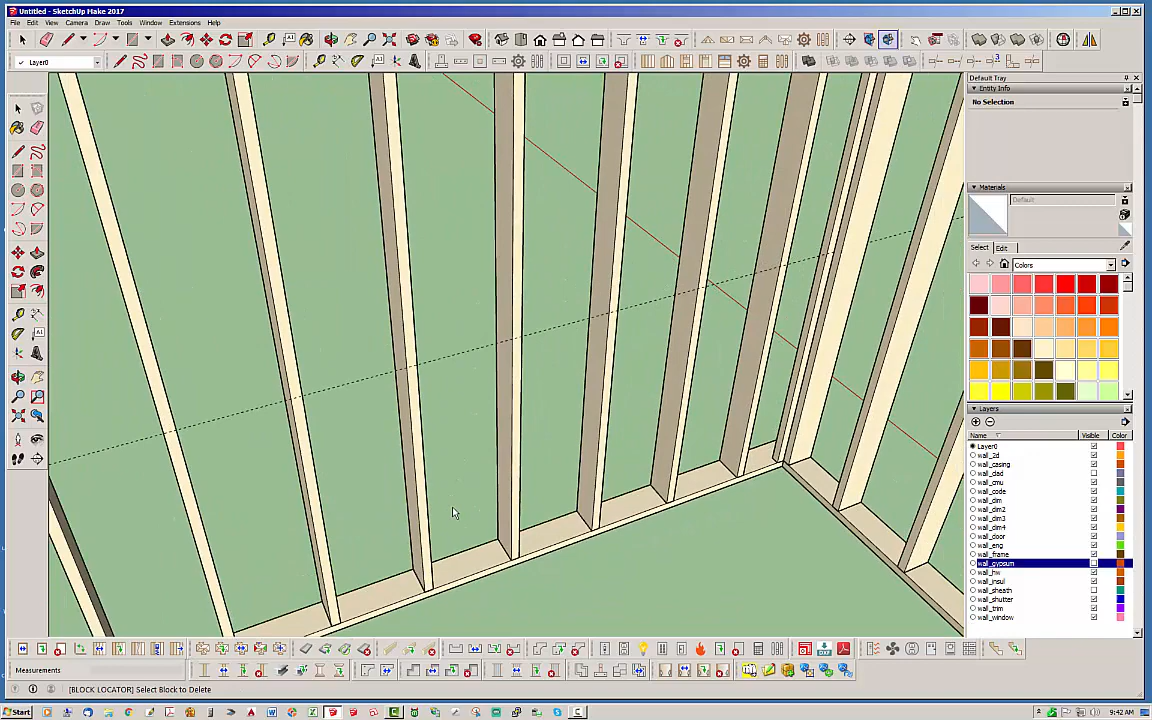 Untitled - SketchUp Make 2017
File Edit View Camera Draw Tools Window Extensions Help
Layer0
Default Tray
Entity Info
No Selection
Materials
Default
Select Edit
Colors
Layers
Name Visible Color
Layer0
wall_2d
wall_casing
wall_clad
wall_cmu
wall_code
wall_dim
wall_dim2
wall_dim3
wall_dim4
wall_door
wall_eng
wall_frame
wall_gypsum
wall_hw
wall_insul
wall_sheath
wall_shutter
wall_trim
wall_window
Measurements
[BLOCK LOCATOR] Select Block to Delete
Start
9:42 AM